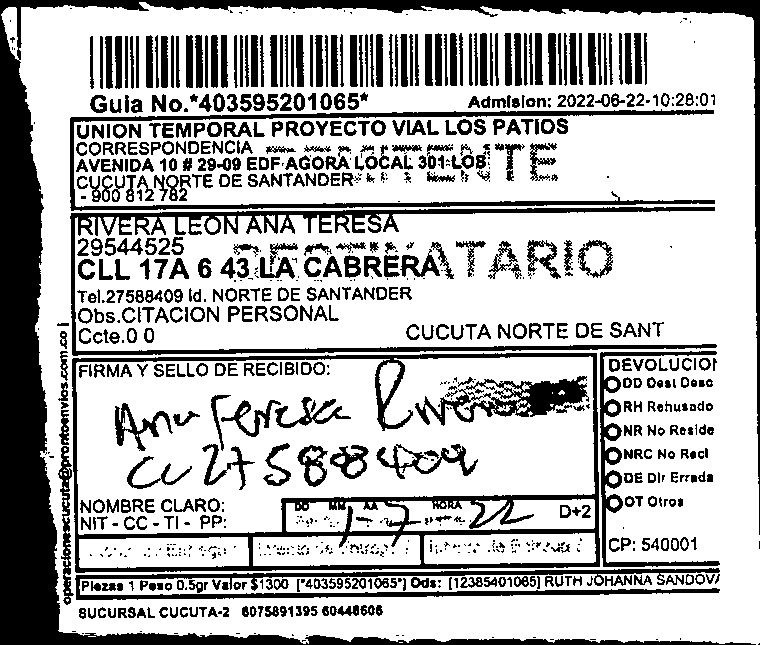 Guia No.*403595201065*
Admision: 2022-06-22-10:28:01
UNION TEMPORAL PROYECTO VIAL LOS PATIOS
CORRESPONDENCIA
AVENIDA 10 # 29-09 EDF AGORA LOCAL 301 LOS
CUCUTA NORTE DE SANTANDER
- 900 812 782
RIVERA LEON ANA TERESA
29544525
DESTINATARIO
CLL 17A 6 43 LA CABRERA
Tel.27588409 Id. NORTE DE SANTANDER
Obs.CITACION PERSONAL
Ccte.0 0
CUCUTA NORTE DE SANT
operacionescucuta@prontoenvios.com.co
FIRMA Y SELLO DE RECIBIDO:
Ana Teresa Rivera
CC 27588409
NOMBRE CLARO:
NIT - CC - TI - PP:
DD MM AA HORA
1-7 22
D+2
DEVOLUCION
DD Dest Desc
RH Rehusado
NR No Reside
NRC No Recl
DE Dir Errada
OT Otros
CP: 540001
Piezas 1 Peso 0.5gr Valor $1300 [*403595201065*] Ods: [12385401065] RUTH JOHANNA SANDOVA
SUCURSAL CUCUTA-2 6075891395 60448606